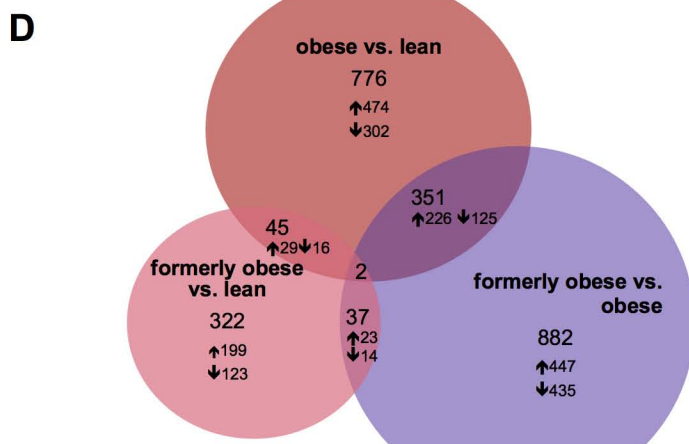 D
obese vs. lean
776
↑474
↓302
351
↑226 ↓125
45
↑29↓16
formerly obese
vs. lean
322
↑199
↓123
2
37
↑23
↓14
formerly obese vs.
obese
882
↑447
↓435